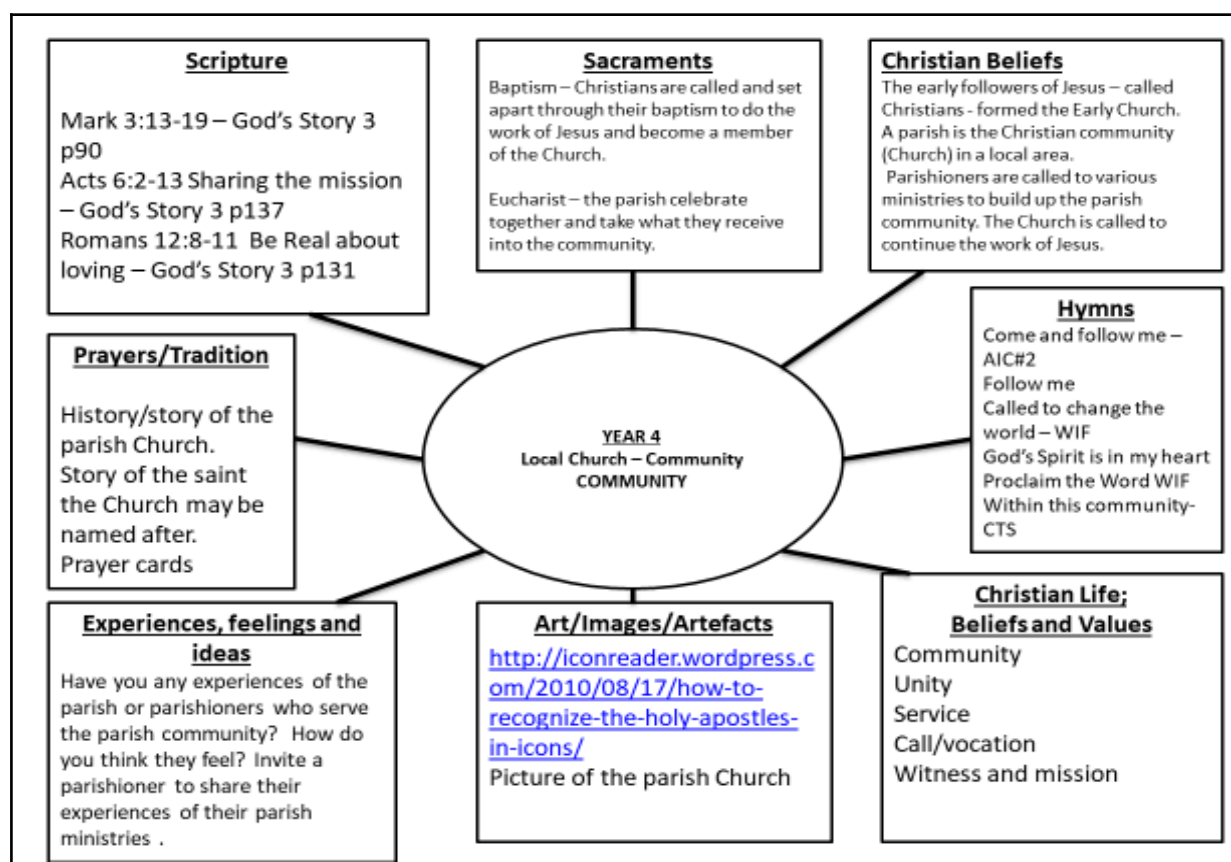 Scripture
Mark 3:13-19 – God's Story 3
p90
Acts 6:2-13 Sharing the mission
– God's Story 3 p137
Romans 12:8-11  Be Real about
loving – God's Story 3 p131
Sacraments
Baptism – Christians are called and set
apart through their baptism to do the
work of Jesus and become a member
of the Church.
Eucharist – the parish celebrate
together and take what they receive
into the community.
Christian Beliefs
The early followers of Jesus – called
Christians - formed the Early Church.
A parish is the Christian community
(Church) in a local area.
Parishioners are called to various
ministries to build up the parish
community. The Church is called to
continue the work of Jesus.
Prayers/Tradition
History/story of the
parish Church.
Story of the saint
the Church may be
named after.
Prayer cards
YEAR 4
Local Church – Community
COMMUNITY
Hymns
Come and follow me –
AIC#2
Follow me
Called to change the
world – WIF
God's Spirit is in my heart
Proclaim the Word WIF
Within this community-
CTS
Experiences, feelings and
ideas
Have you any experiences of the
parish or parishioners who serve
the parish community?  How do
you think they feel? Invite a
parishioner to share their
experiences of their parish
ministries .
Art/Images/Artefacts
http://iconreader.wordpress.c
om/2010/08/17/how-to-
recognize-the-holy-apostles-
in-icons/
Picture of the parish Church
Christian Life;
Beliefs and Values
Community
Unity
Service
Call/vocation
Witness and mission